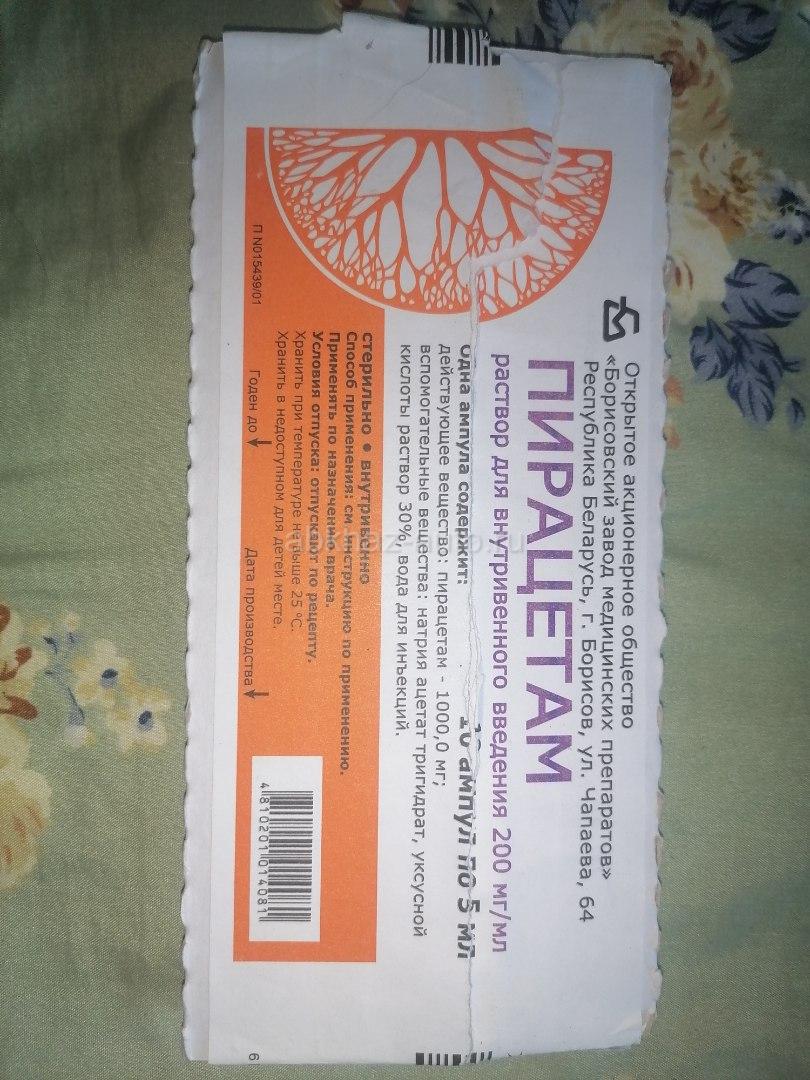 Открытое акционерное общество
«Борисовский завод медицинских препаратов»
Республика Беларусь, г. Борисов, ул. Чапаева, 64
ПИРАЦЕТАМ
раствор для внутривенного введения 200 мг/мл
одна ампула содержит:
10 ампул по 5 мл
действующее вещество: пирацетам - 1000,0 мг;
вспомогательные вещества: натрия ацетат тригидрат, уксусной
кислоты раствор 30%, вода для инъекций.
стерильно • внутривенно
Способ применения: см. инструкцию по применению.
Применять по назначению врача.
Условия отпуска: отпускают по рецепту.
Хранить при температуре не выше 25 °С.
Хранить в недоступном для детей месте.
П N015439/01
Годен до
Дата производства
4 810201 014081